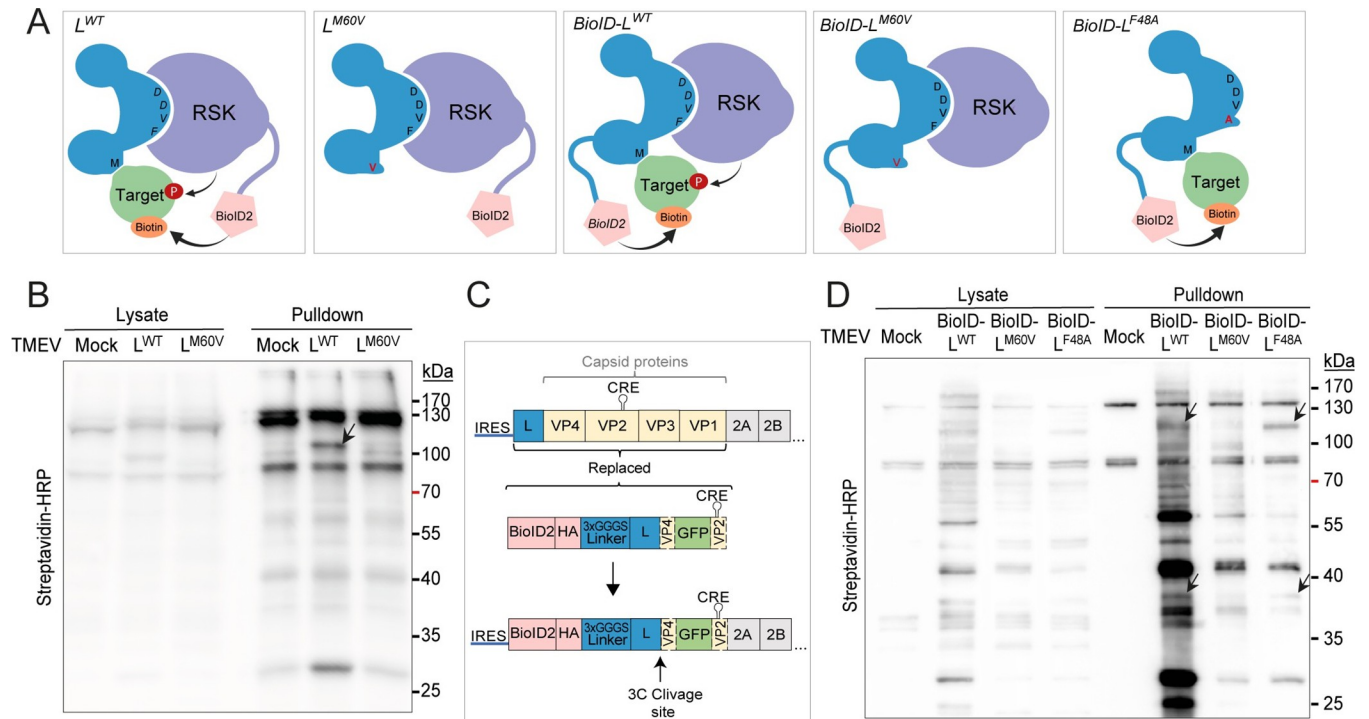 A
L^WT
D
D
V
F
M
RSK
Target
P
Biotin
BioID2
L^M60V
D
D
V
F
V
RSK
BioID2
BioID-L^WT
D
D
V
F
M
RSK
Target
P
Biotin
BioID2
BioID-L^M60V
D
D
V
F
V
RSK
BioID2
BioID-L^F48A
D
D
V
A
M
Target
Biotin
BioID2
B
Lysate Pulldown
TMEV Mock L^WT L^M60V Mock L^WT L^M60V
kDa
170
130
100
70
55
40
35
25
Streptavidin-HRP
C
Capsid proteins
CRE
IRES L VP4 VP2 VP3 VP1 2A 2B ...
Replaced
CRE
BioID2 HA 3xGGGS Linker L VP4 GFP VP2
CRE
IRES BioID2 HA 3xGGGS Linker L VP4 GFP VP2 2A 2B ...
3C Clivage
site
D
Lysate Pulldown
TMEV Mock BioID-L^WT BioID-L^M60V BioID-L^F48A Mock BioID-L^WT BioID-L^M60V BioID-L^F48A
kDa
170
130
100
70
55
40
35
25
Streptavidin-HRP